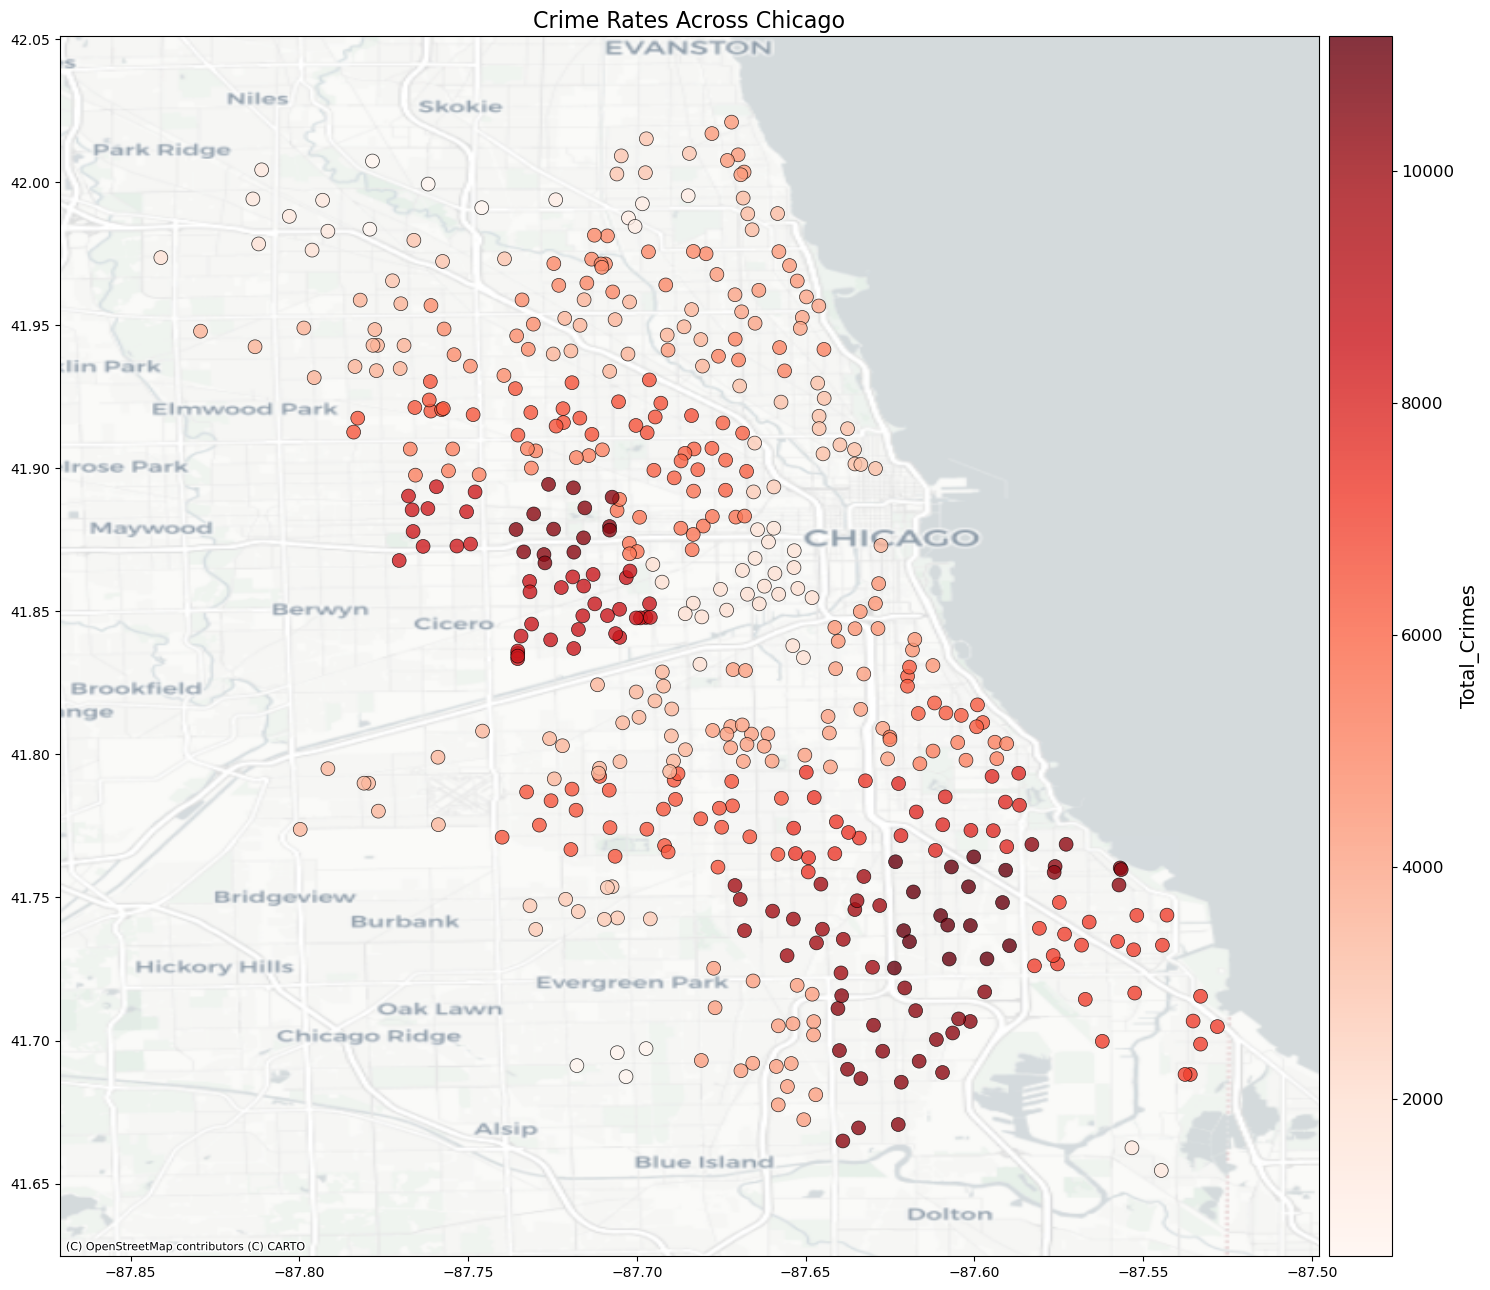 Crime Rates Across Chicago
42.05
42.00
41.95
41.90
41.85
41.80
41.75
41.70
41.65
EVANSTON
Niles
Skokie
Park Ridge
lin Park
Elmwood Park
lrose Park
Maywood
CHICAGO
Berwyn
Cicero
Brookfield
ange
Bridgeview
Burbank
Hickory Hills
Evergreen Park
Oak Lawn
Chicago Ridge
Alsip
Blue Island
Dolton
(C) OpenStreetMap contributors (C) CARTO
−87.85
−87.80
−87.75
−87.70
−87.65
−87.60
−87.55
−87.50
10000
8000
6000
4000
2000
Total_Crimes